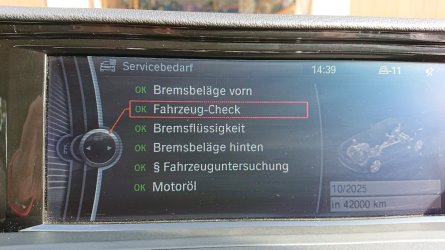 Servicebedarf 14:39 -11
OK Bremsbeläge vorn
OK Fahrzeug-Check
OK Bremsflüssigkeit
OK Bremsbeläge hinten
OK § Fahrzeuguntersuchung
OK Motoröl
10/2025
in 42000 km